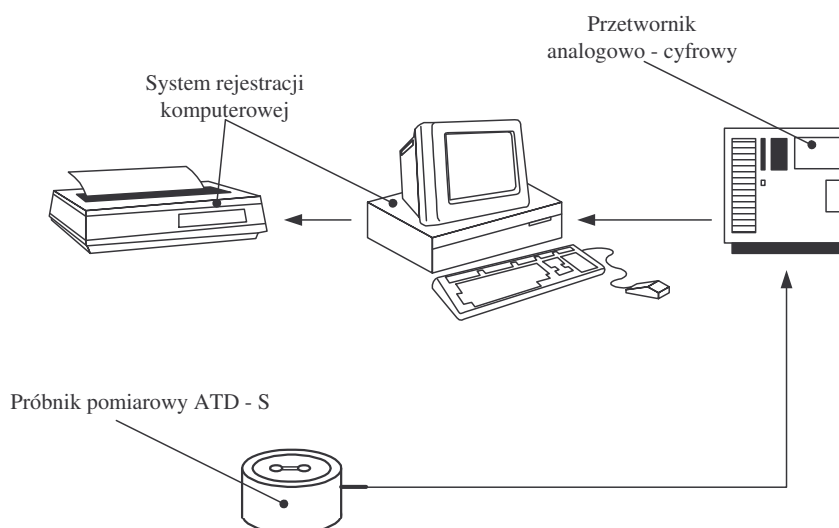 Przetwornik
analogowo - cyfrowy
System rejestracji
komputerowej
Próbnik pomiarowy ATD - S